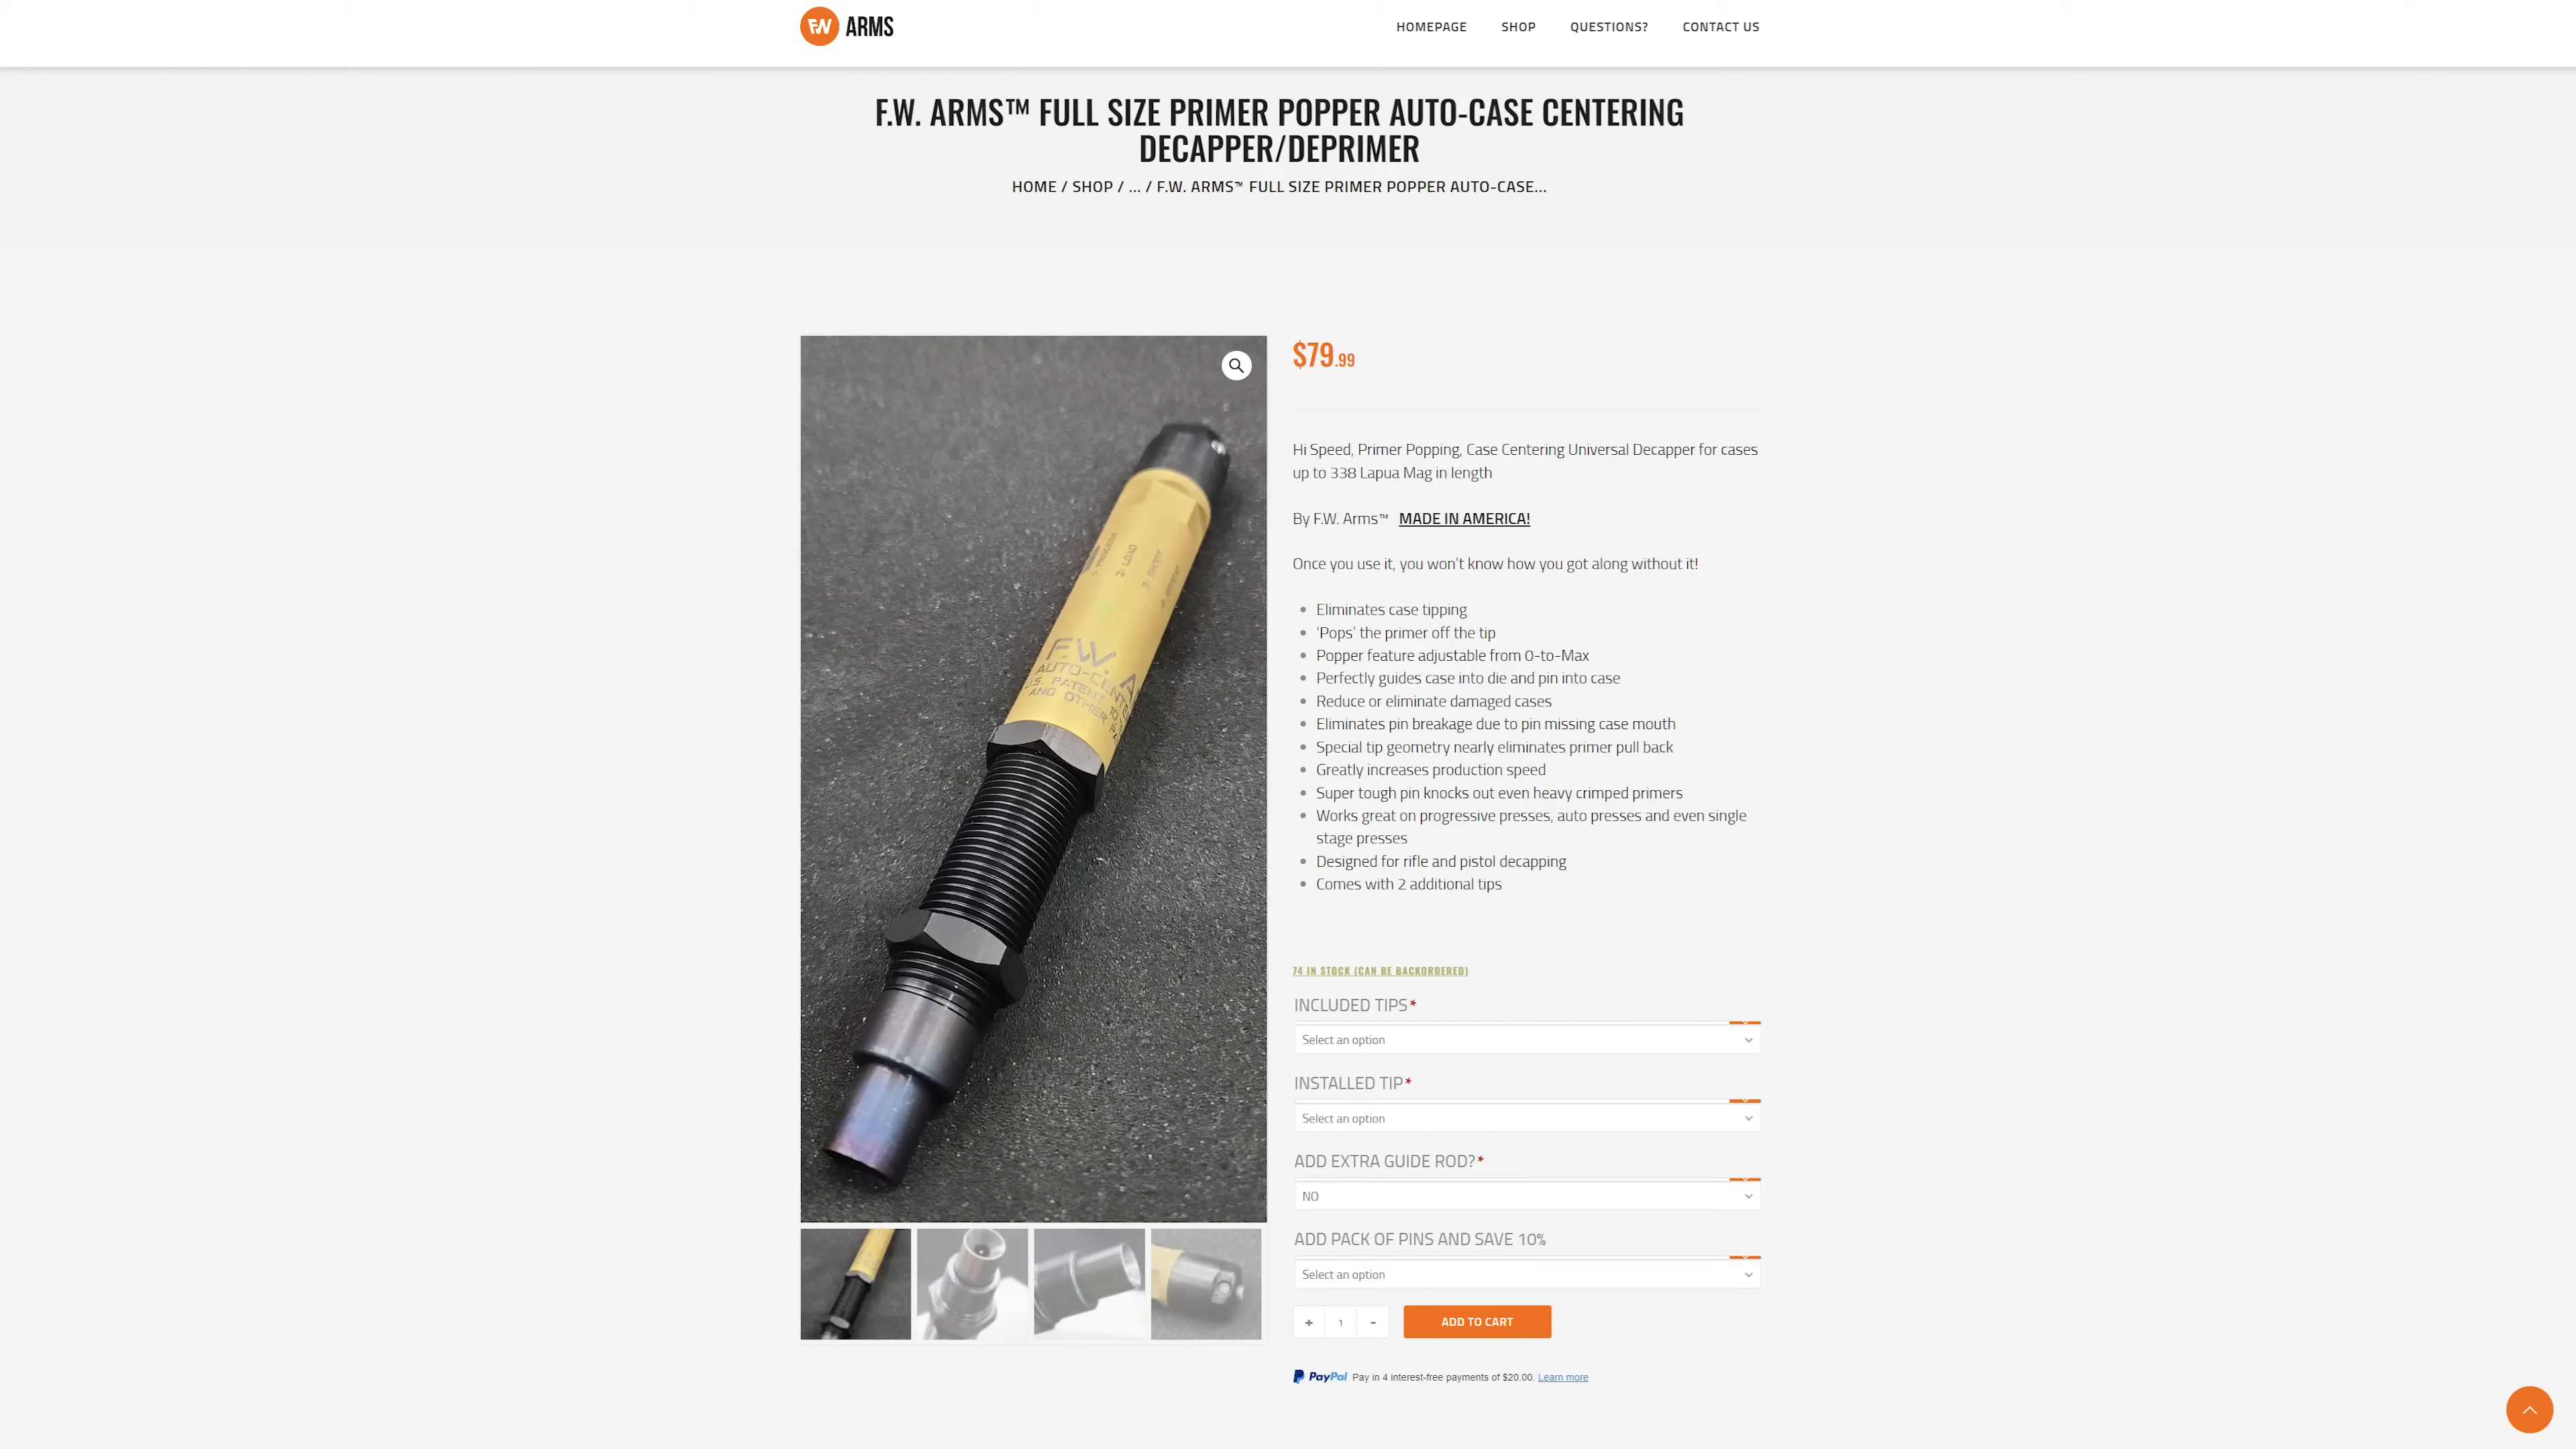 FW ARMS
HOMEPAGE SHOP QUESTIONS? CONTACT US
F.W. ARMS™ FULL SIZE PRIMER POPPER AUTO-CASE CENTERING
DECAPPER/DEPRIMER
HOME / SHOP / ... / F.W. ARMS™ FULL SIZE PRIMER POPPER AUTO-CASE...
$79.99
Hi Speed, Primer Popping, Case Centering Universal Decapper for cases
up to 338 Lapua Mag in length
By F.W. Arms™ MADE IN AMERICA!
Once you use it, you won't know how you got along without it!
Eliminates case tipping
‘Pops’ the primer off the tip
Popper feature adjustable from 0-to-Max
Perfectly guides case into die and pin into case
Reduce or eliminate damaged cases
Eliminates pin breakage due to pin missing case mouth
Special tip geometry nearly eliminates primer pull back
Greatly increases production speed
Super tough pin knocks out even heavy crimped primers
Works great on progressive presses, auto presses and even single
stage presses
Designed for rifle and pistol decapping
Comes with 2 additional tips
2- LOAD
F.W. A
AUTO-CENT
U.S. PATENT 10
AND OTHER
74 IN STOCK (CAN BE BACKORDERED)
INCLUDED TIPS*
Select an option
INSTALLED TIP*
Select an option
ADD EXTRA GUIDE ROD?*
NO
ADD PACK OF PINS AND SAVE 10%
Select an option
+ 1 -
ADD TO CART
PayPal Pay in 4 interest-free payments of $20.00. Learn more